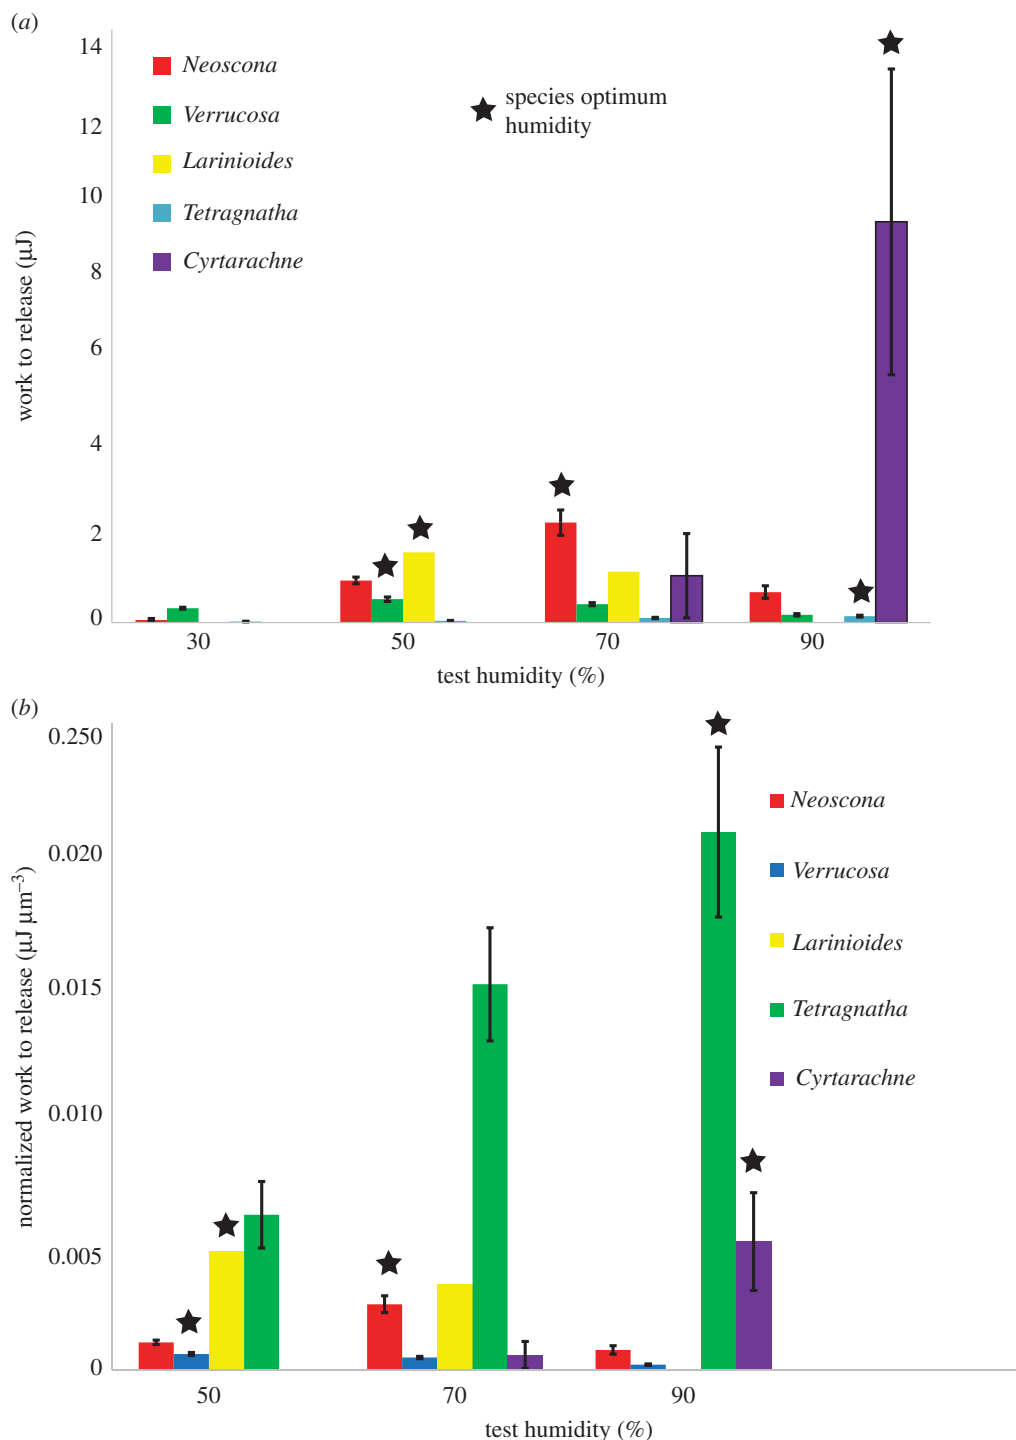 (a)
14
12
10
8
6
4
2
0
work to release (µJ)
Neoscona
Verrucosa
Larinioides
Tetragnatha
Cyrtarachne
species optimum
humidity
30
50
70
90
test humidity (%)
(b)
0.250
0.020
0.015
0.010
0.005
0
normalized work to release (µJ µm⁻³)
Neoscona
Verrucosa
Larinioides
Tetragnatha
Cyrtarachne
50
70
90
test humidity (%)